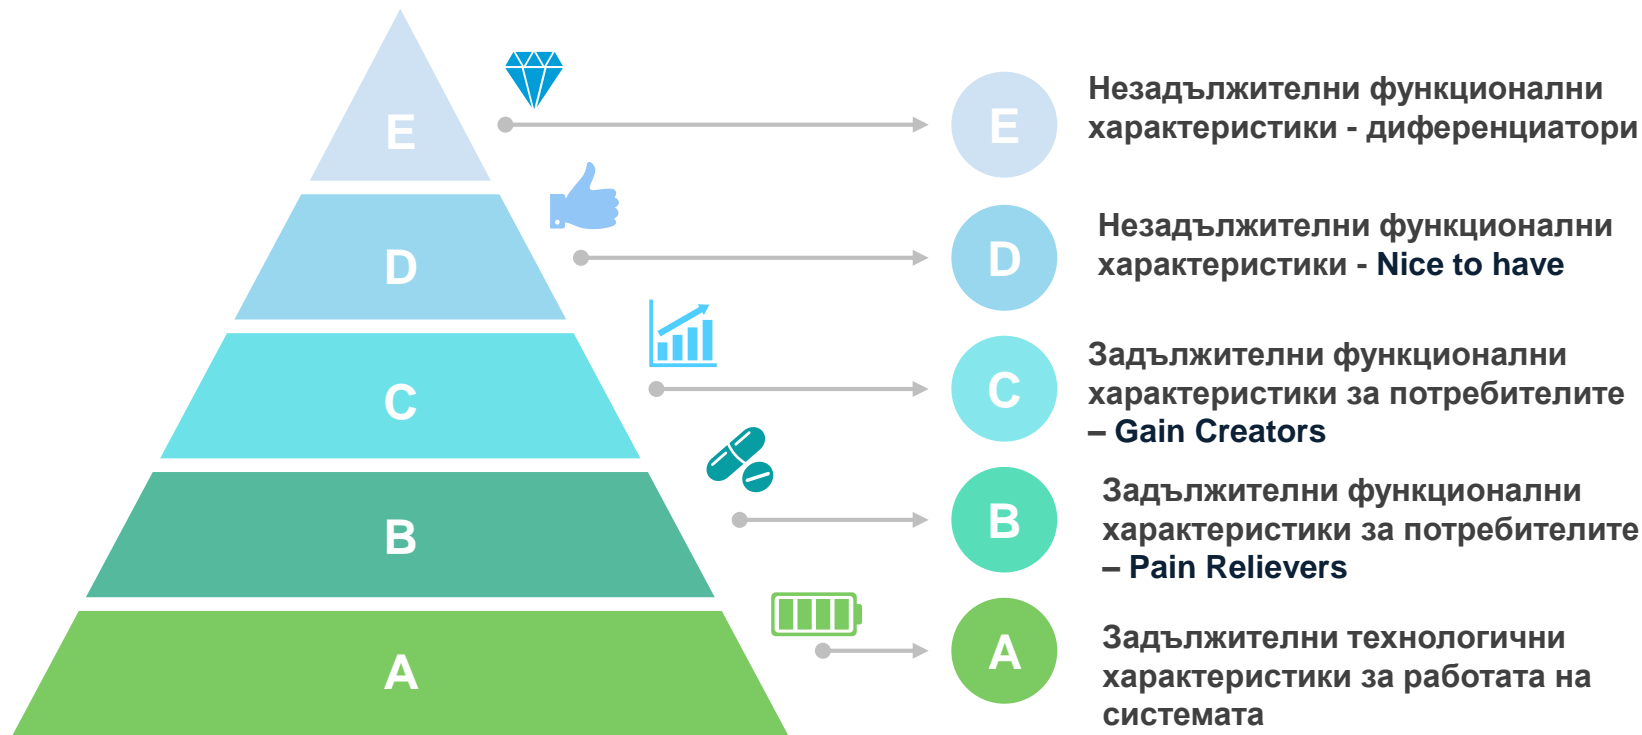 E
E
Незадължителни функционални
характеристики - диференциатори
D
D
Незадължителни функционални
характеристики - Nice to have
C
C
Задължителни функционални
характеристики за потребителите
– Gain Creators
B
B
Задължителни функционални
характеристики за потребителите
– Pain Relievers
A
A
Задължителни технологични
характеристики за работата на
системата